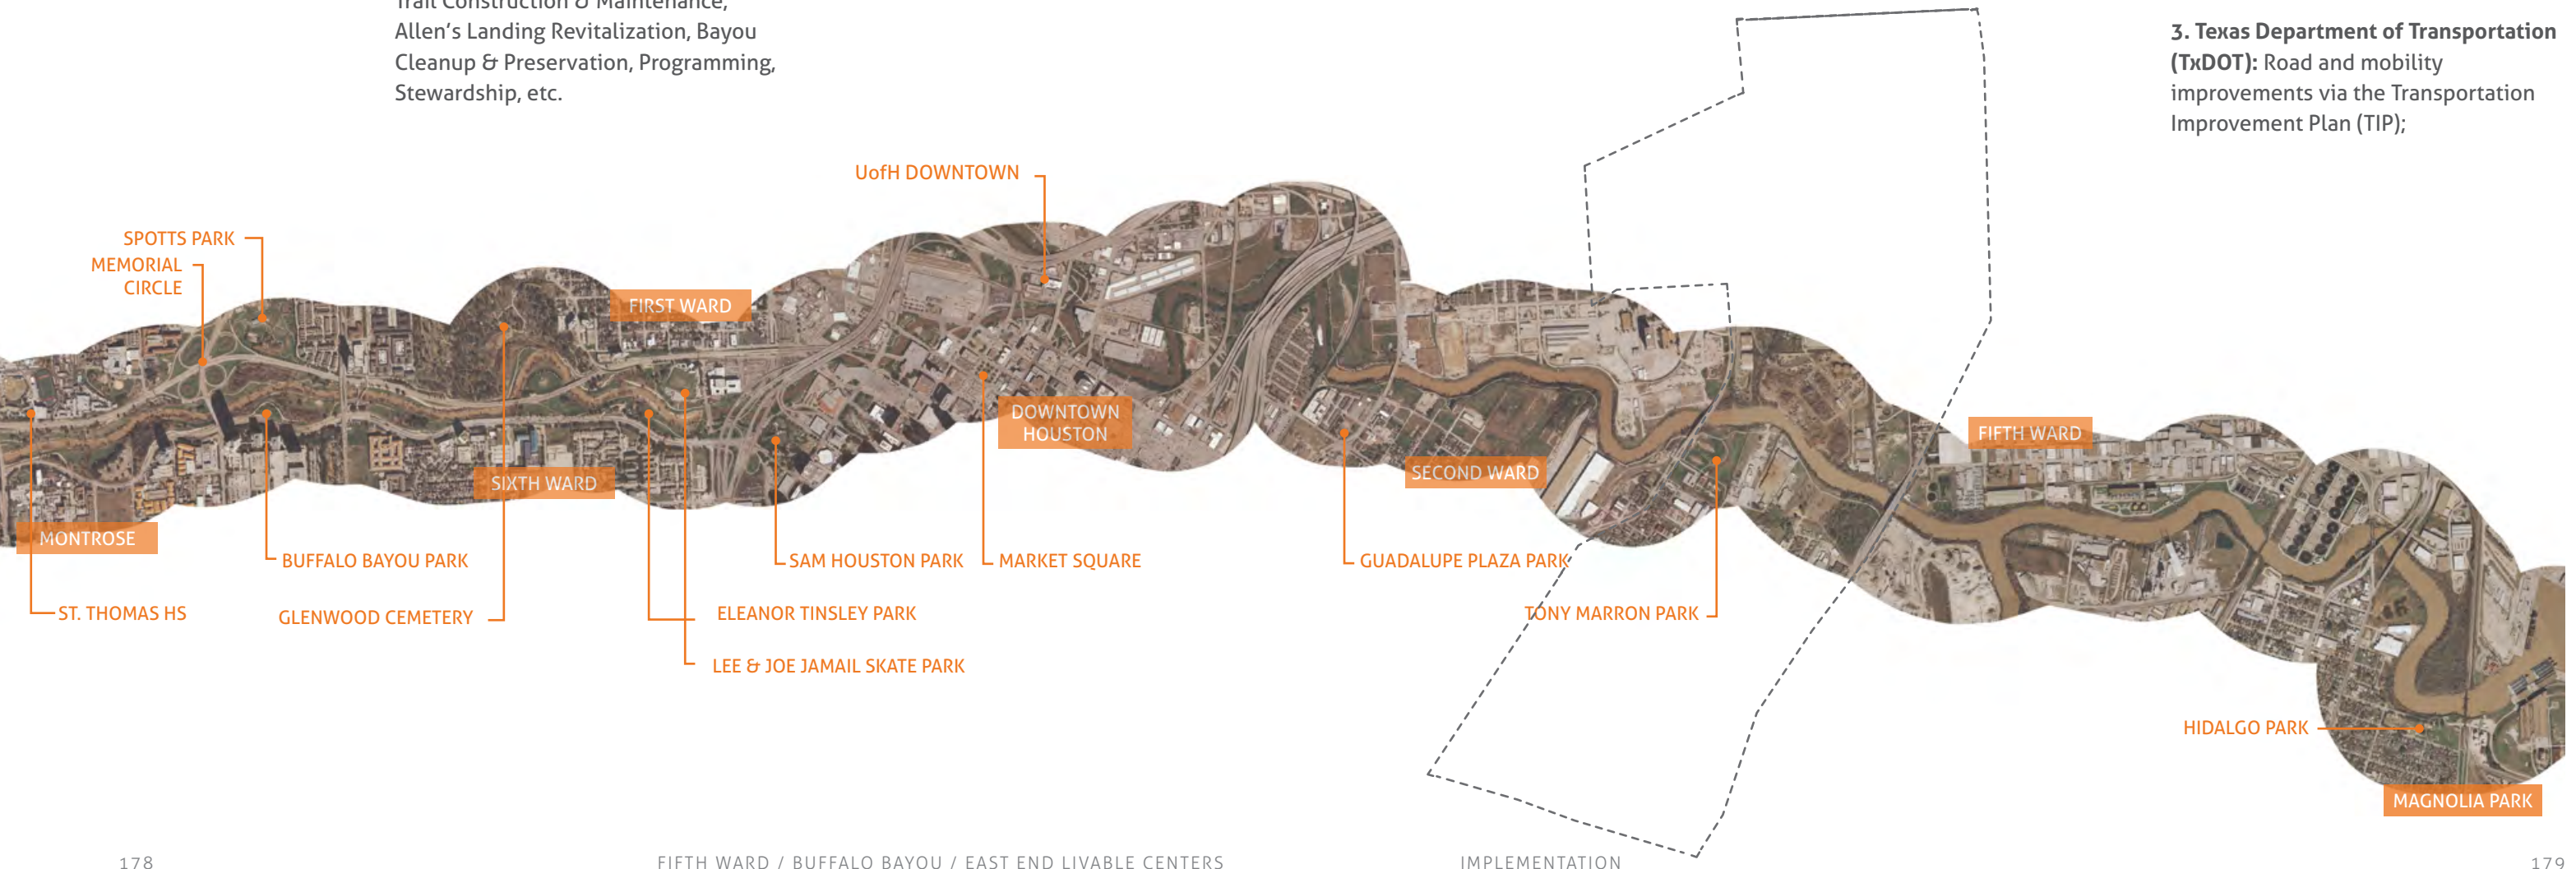 Trail Construction & Maintenance,
Allen's Landing Revitalization, Bayou
Cleanup & Preservation, Programming,
Stewardship, etc.
3. Texas Department of Transportation
(TxDOT): Road and mobility
improvements via the Transportation
Improvement Plan (TIP);
UofH DOWNTOWN
SPOTTS PARK
MEMORIAL
CIRCLE
FIRST WARD
DOWNTOWN
HOUSTON
FIFTH WARD
SECOND WARD
SIXTH WARD
MONTROSE
BUFFALO BAYOU PARK
SAM HOUSTON PARK
MARKET SQUARE
GUADALUPE PLAZA PARK
ST. THOMAS HS
GLENWOOD CEMETERY
ELEANOR TINSLEY PARK
TONY MARRON PARK
LEE & JOE JAMAIL SKATE PARK
HIDALGO PARK
MAGNOLIA PARK
178
FIFTH WARD / BUFFALO BAYOU / EAST END LIVABLE CENTERS
IMPLEMENTATION
179